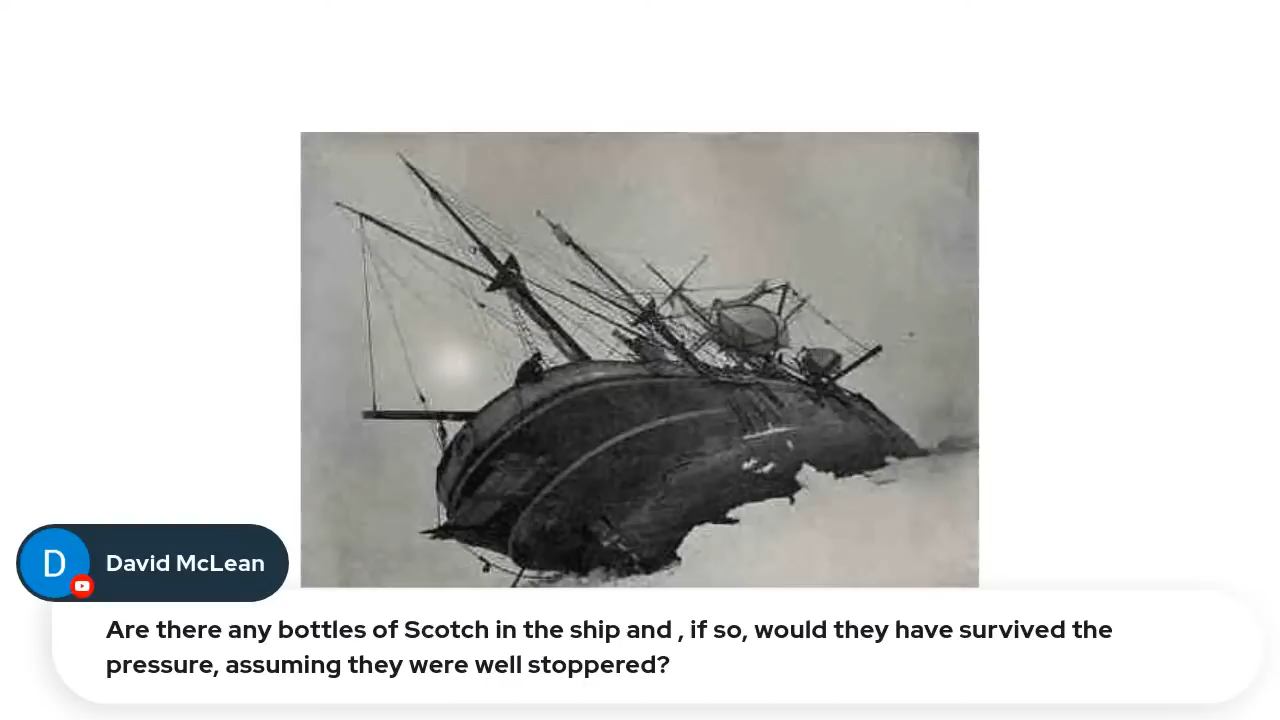 D
David McLean
Are there any bottles of Scotch in the ship and , if so, would they have survived the
pressure, assuming they were well stoppered?